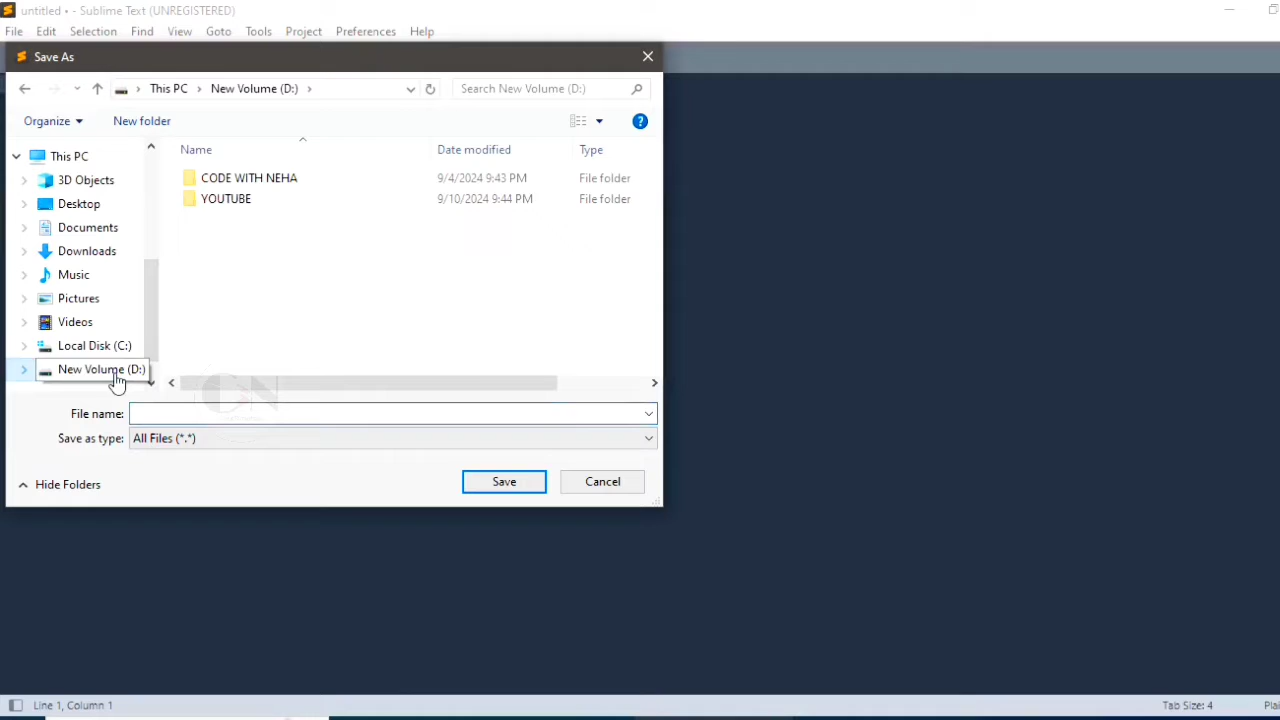 untitled • - Sublime Text (UNREGISTERED)
File Edit Selection Find View Goto Tools Project Preferences Help
Save As
This PC > New Volume (D:) >
Search New Volume (D:)
Organize
New folder
Name Date modified Type
CODE WITH NEHA 9/4/2024 9:43 PM File folder
YOUTUBE 9/10/2024 9:44 PM File folder
This PC
3D Objects
Desktop
Documents
Downloads
Music
Pictures
Videos
Local Disk (C:)
New Volume (D:)
File name:
Save as type: All Files (*.*)
Hide Folders
Save
Cancel
Line 1, Column 1
Tab Size: 4